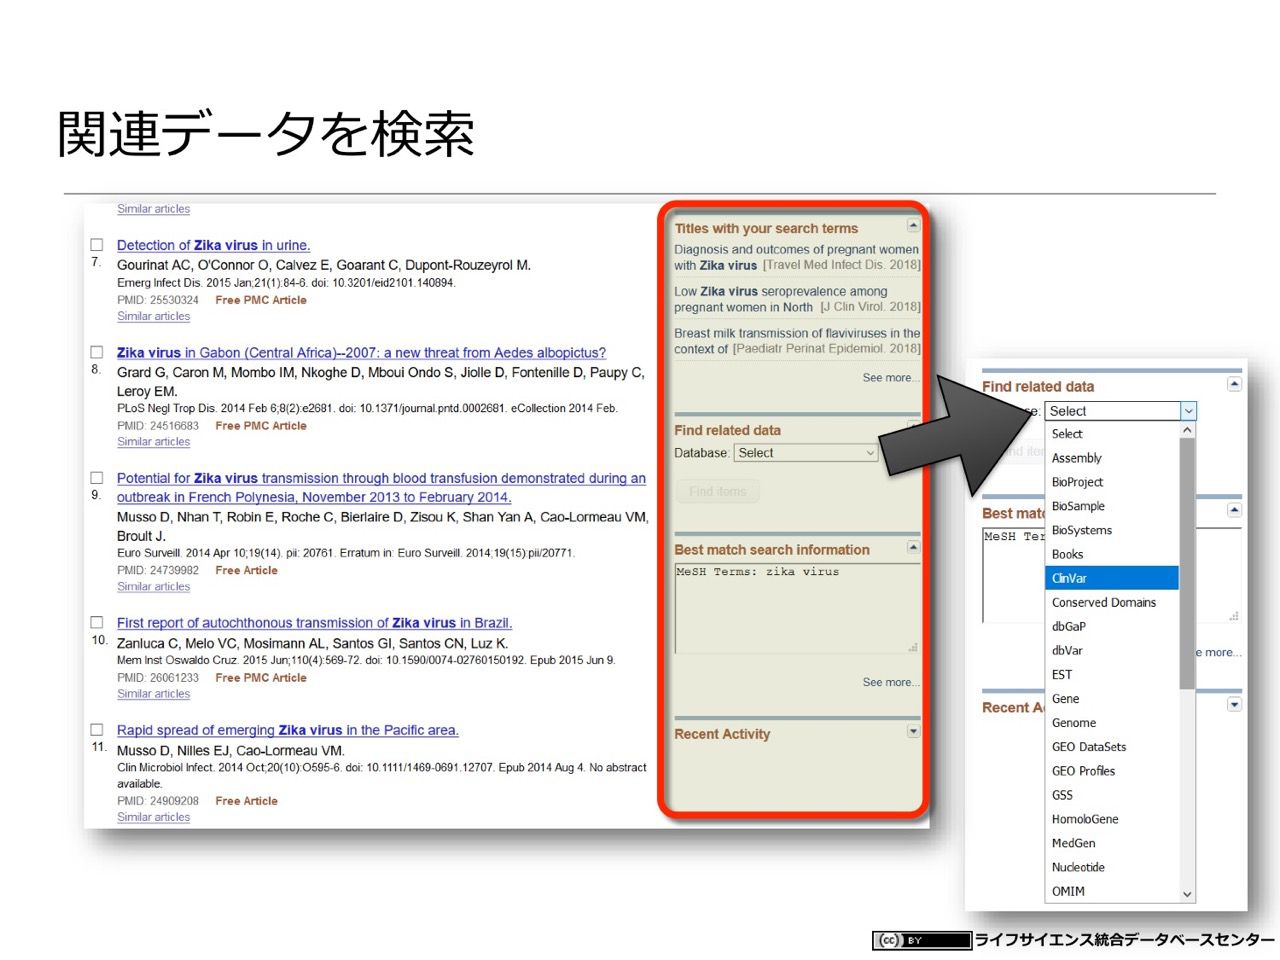 関連データを検索
Similar articles
Detection of Zika virus in urine.
7.
Gourinat AC, O'Connor O, Calvez E, Goarant C, Dupont-Rouzeyrol M.
Emerg Infect Dis. 2015 Jan;21(1):84-6. doi: 10.3201/eid2101.140894.
PMID: 25530324 Free PMC Article
Similar articles
Zika virus in Gabon (Central Africa)--2007: a new threat from Aedes albopictus?
8.
Grard G, Caron M, Mombo IM, Nkoghe D, Mboui Ondo S, Jiolle D, Fontenille D, Paupy C,
Leroy EM.
PLoS Negl Trop Dis. 2014 Feb 6;8(2):e2681. doi: 10.1371/journal.pntd.0002681. eCollection 2014 Feb.
PMID: 24516683 Free PMC Article
Similar articles
Potential for Zika virus transmission through blood transfusion demonstrated during an
9.
outbreak in French Polynesia, November 2013 to February 2014.
Musso D, Nhan T, Robin E, Roche C, Bierlaire D, Zisou K, Shan Yan A, Cao-Lormeau VM,
Broult J.
Euro Surveill. 2014 Apr 10;19(14). pii: 20761. Erratum in: Euro Surveill. 2014;19(15):pii/20771.
PMID: 24739982 Free Article
Similar articles
First report of autochthonous transmission of Zika virus in Brazil.
10.
Zanluca C, Melo VC, Mosimann AL, Santos GI, Santos CN, Luz K.
Mem Inst Oswaldo Cruz. 2015 Jun;110(4):569-72. doi: 10.1590/0074-02760150192. Epub 2015 Jun 9.
PMID: 26061233 Free PMC Article
Similar articles
Rapid spread of emerging Zika virus in the Pacific area.
11.
Musso D, Nilles EJ, Cao-Lormeau VM.
Clin Microbiol Infect. 2014 Oct;20(10):O595-6. doi: 10.1111/1469-0691.12707. Epub 2014 Aug 4. No abstract
available.
PMID: 24909208 Free Article
Similar articles
Titles with your search terms
Diagnosis and outcomes of pregnant women
with Zika virus [Travel Med Infect Dis. 2018]
Low Zika virus seroprevalence among
pregnant women in North [J Clin Virol. 2018]
Breast milk transmission of flaviviruses in the
context of [Paediatr Perinat Epidemiol. 2018]
See more...
Find related data
Database: Select
Find items
Best match search information
MeSH Terms: zika virus
See more...
Recent Activity
Find related data
Select
Select
Assembly
BioProject
BioSample
BioSystems
Books
ClinVar
Conserved Domains
dbGaP
dbVar
EST
Gene
Genome
GEO DataSets
GEO Profiles
GSS
HomoloGene
MedGen
Nucleotide
OMIM
Best mat
MeSH Ter
e more...
Recent A
cc BY ライフサイエンス統合データベースセンター